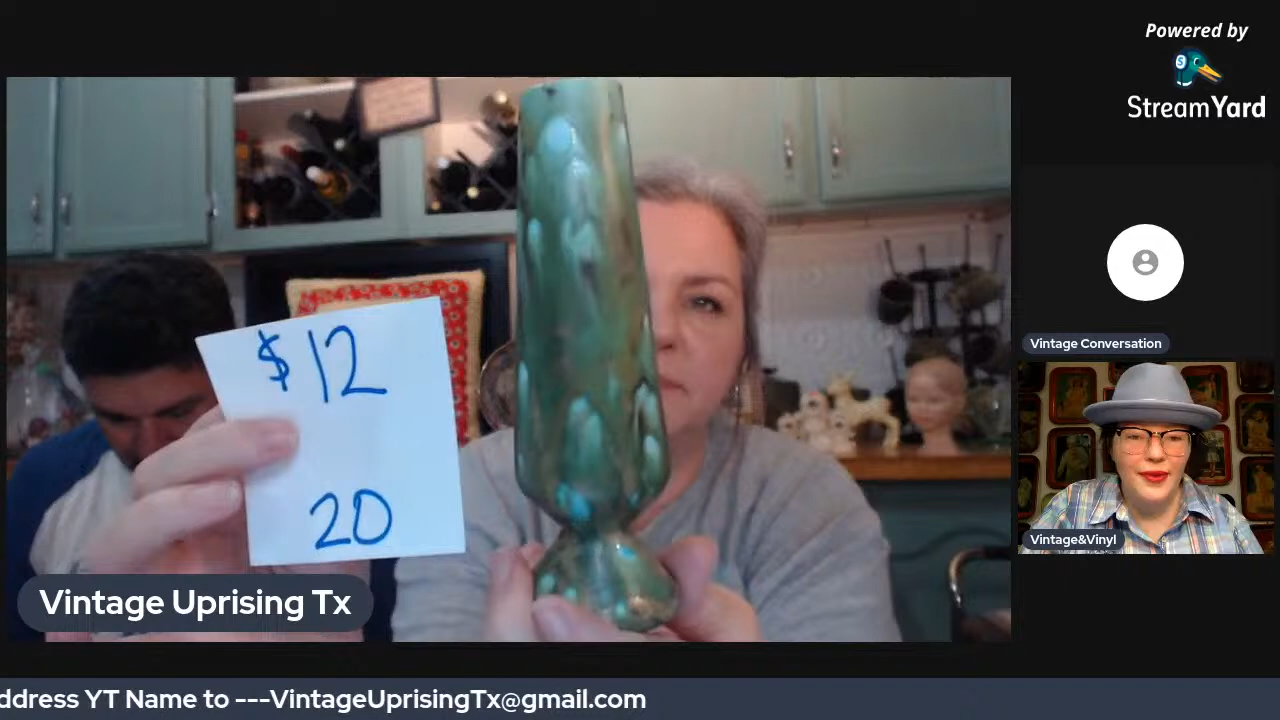 Powered by
StreamYard
$12
20
Vintage Conversation
Vintage&Vinyl
Vintage Uprising Tx
ddress YT Name to ---VintageUprisingTx@gmail.com